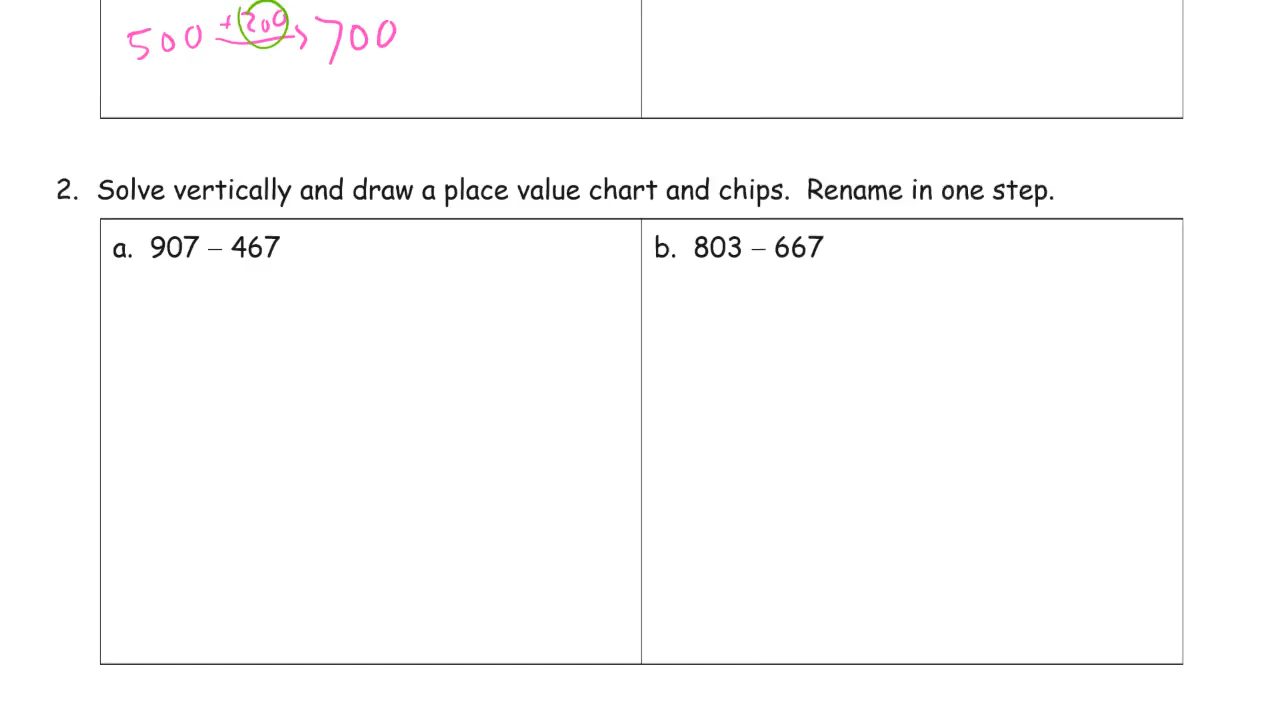 500 +200 → 700
2. Solve vertically and draw a place value chart and chips. Rename in one step.
a. 907 – 467
b. 803 – 667